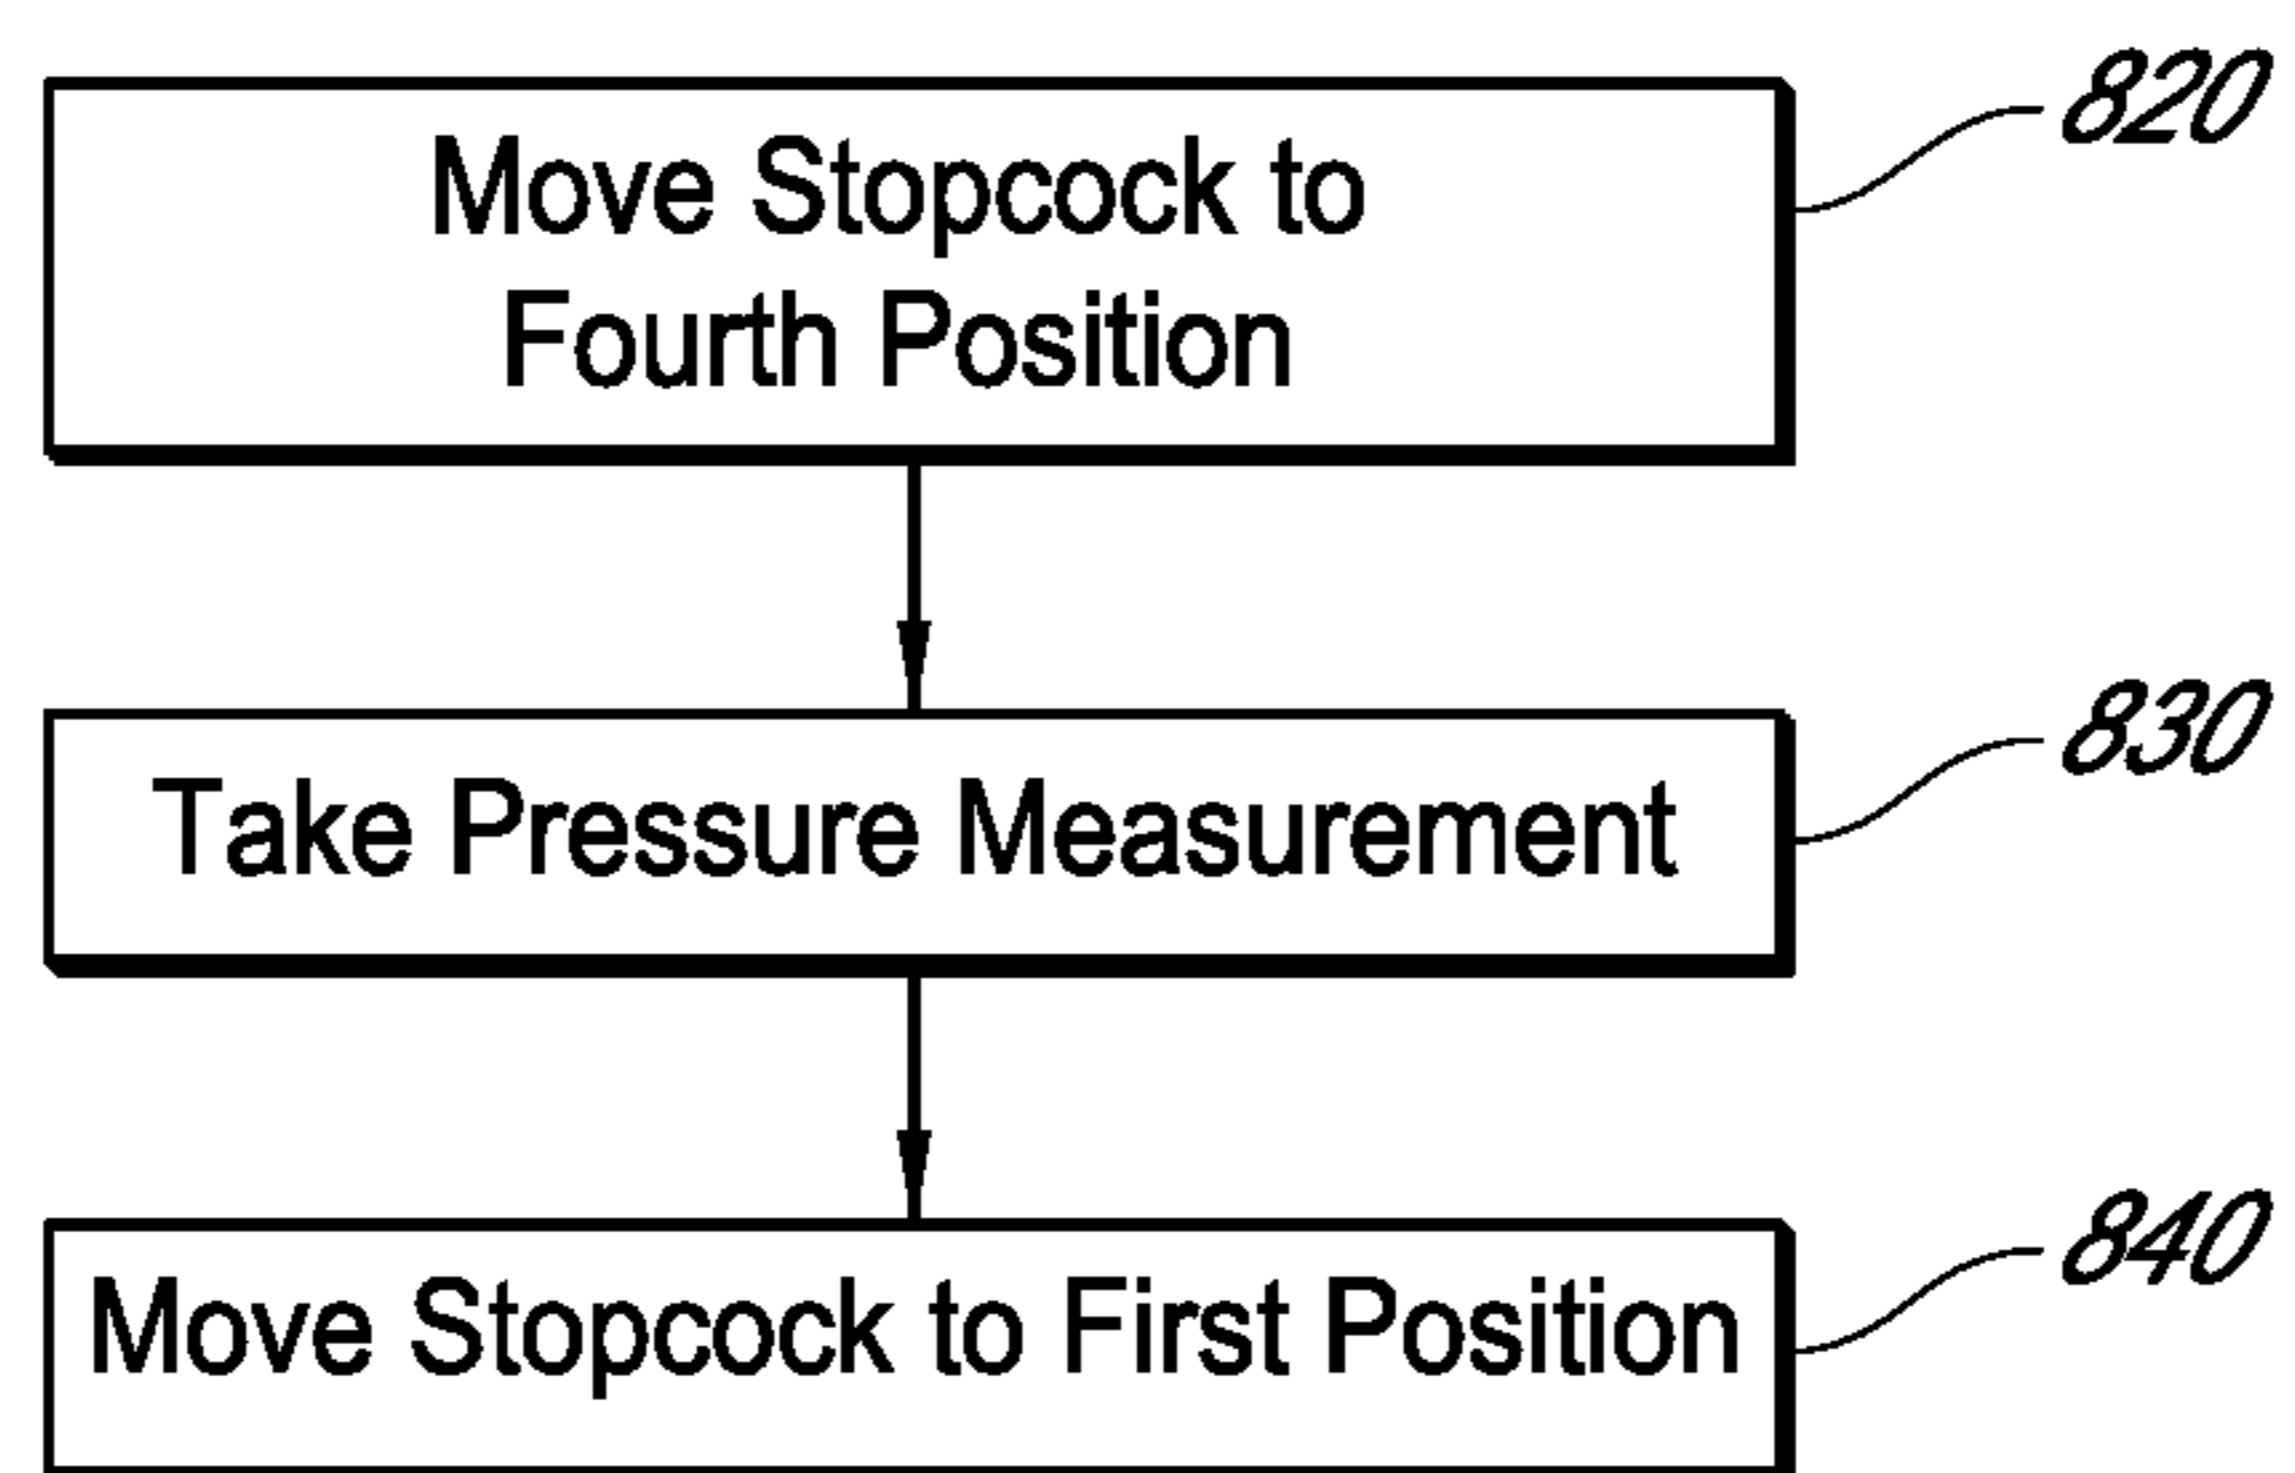 Move Stopcock to
Fourth Position
820
Take Pressure Measurement
830
Move Stopcock to First Position
840